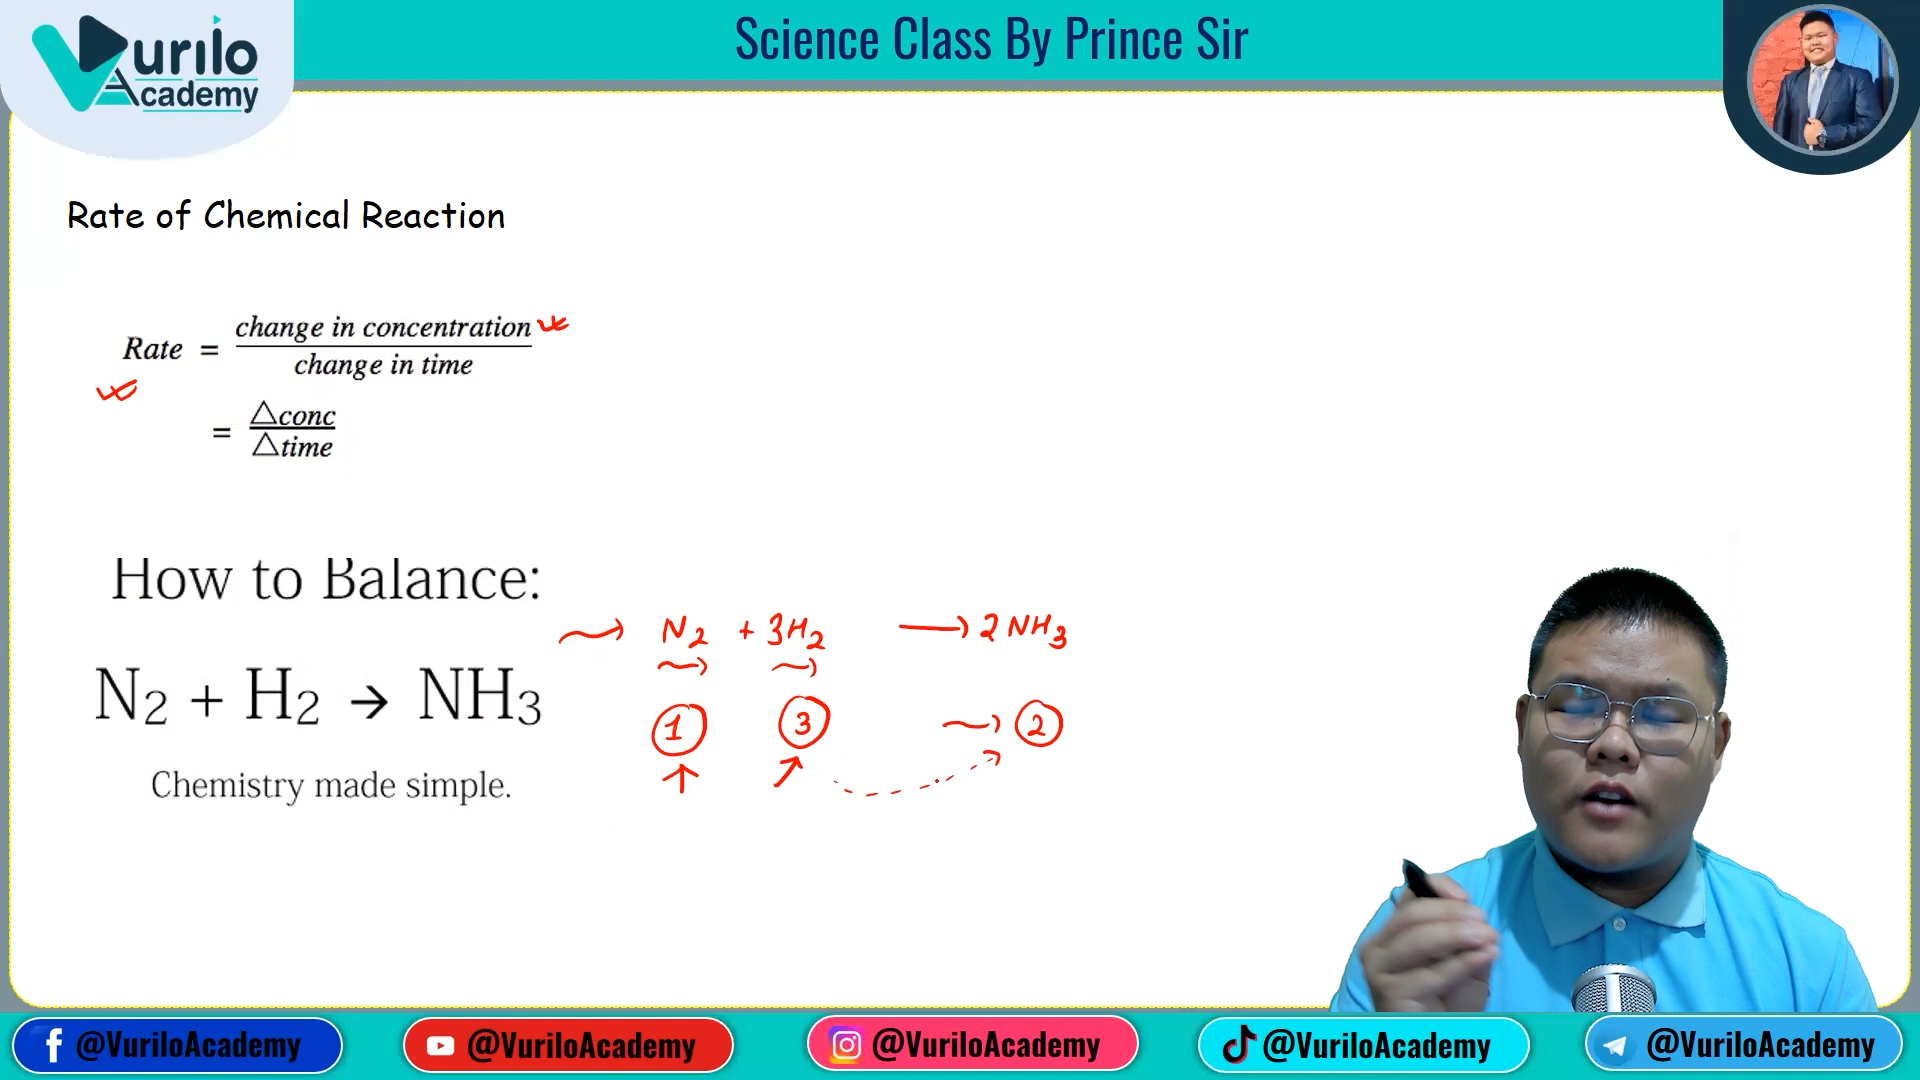 Vurilo
Academy
Science Class By Prince Sir
Rate of Chemical Reaction
Rate = change in concentration
change in time
= △conc
△time
How to Balance:
N2 + 3H2 → 2NH3
N2 + H2 → NH3
1 3 → 2
Chemistry made simple.
@VuriloAcademy
@VuriloAcademy
@VuriloAcademy
@VuriloAcademy
@VuriloAcademy